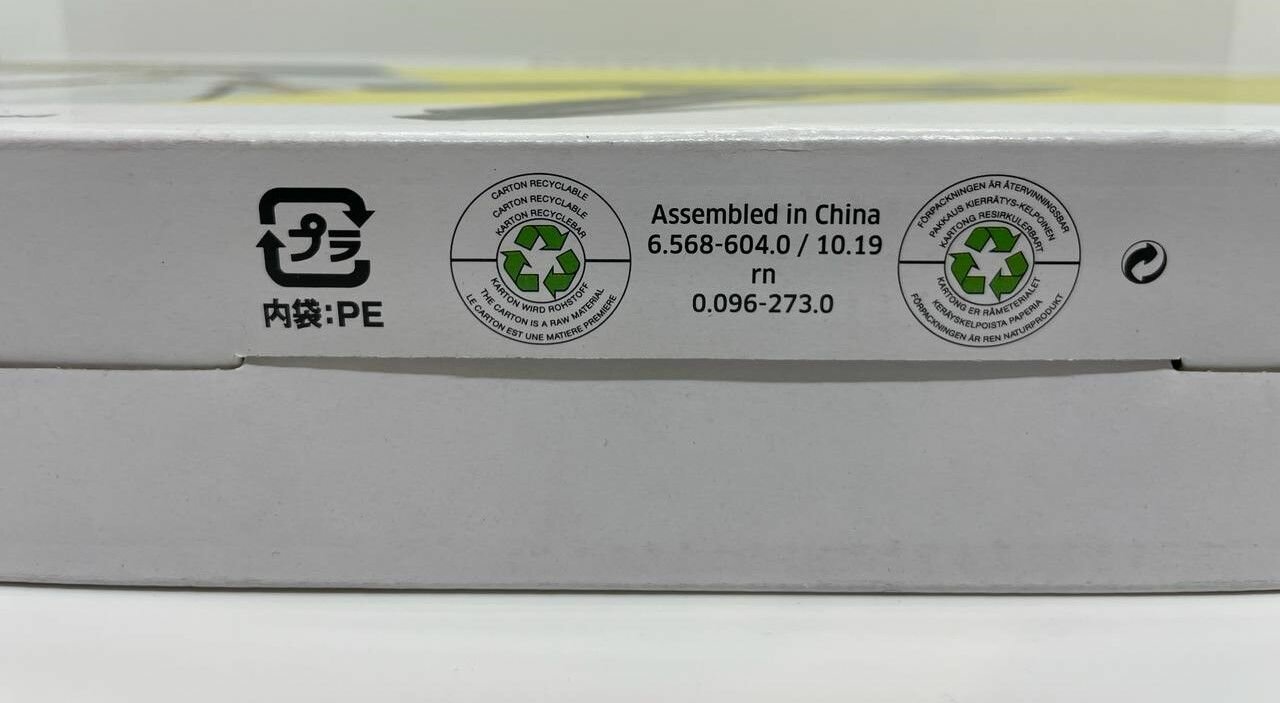 プラ
内袋:PE
CARTON RECYCLABLE
CARTON RECYCLABLE
KARTON RECYCLEBAR
KARTON WIRD ROHSTOFF
THE CARTON IS A RAW MATERIAL
LE CARTON EST UNE MATIERE PREMIERE
Assembled in China
6.568-604.0 / 10.19
rn
0.096-273.0
FÖRPACKNINGEN ÄR ÅTERVINNINGSBAR
PAKKAUS KIERRÄTYS-KELPOINEN
KARTONG RESIRKULERBART
KARTONG ER RÅMETERIALET
KERÄYSKELPOISTA PAPERIA
FÖRPACKNINGEN ÄR REN NATURPRODUKT